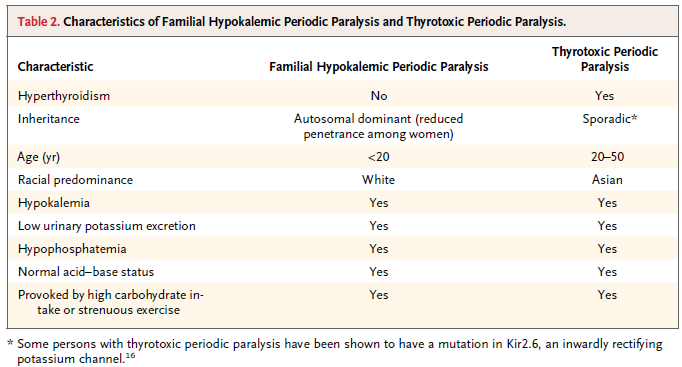 Table 2. Characteristics of Familial Hypokalemic Periodic Paralysis and Thyrotoxic Periodic Paralysis.
Characteristic Familial Hypokalemic Periodic Paralysis Thyrotoxic Periodic
Paralysis
Hyperthyroidism No Yes
Inheritance Autosomal dominant (reduced Sporadic*
penetrance among women)
Age (yr) <20 20–50
Racial predominance White Asian
Hypokalemia Yes Yes
Low urinary potassium excretion Yes Yes
Hypophosphatemia Yes Yes
Normal acid–base status Yes Yes
Provoked by high carbohydrate in- Yes Yes
take or strenuous exercise
* Some persons with thyrotoxic periodic paralysis have been shown to have a mutation in Kir2.6, an inwardly rectifying
potassium channel.16